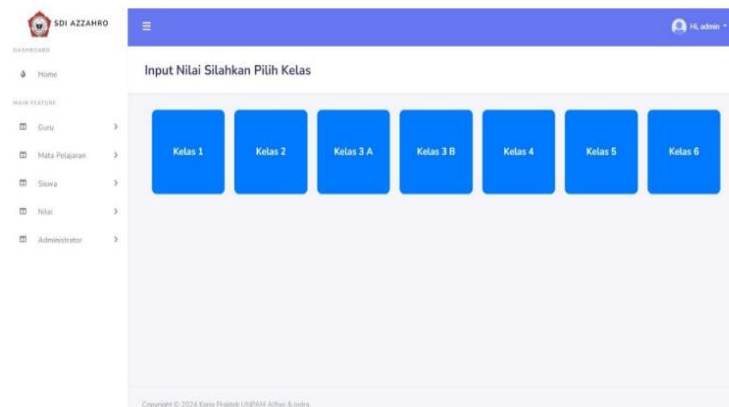 SDI AZZAHRO
Hi, admin
DASHBOARD
Home
Input Nilai Silahkan Pilih Kelas
MAIN FEATURE
Guru
Mata Pelajaran
Siswa
Nilai
Administrator
Kelas 1
Kelas 2
Kelas 3 A
Kelas 3 B
Kelas 4
Kelas 5
Kelas 6
Copyright © 2024 Kerja Praktek UNPAM Affan & Indra